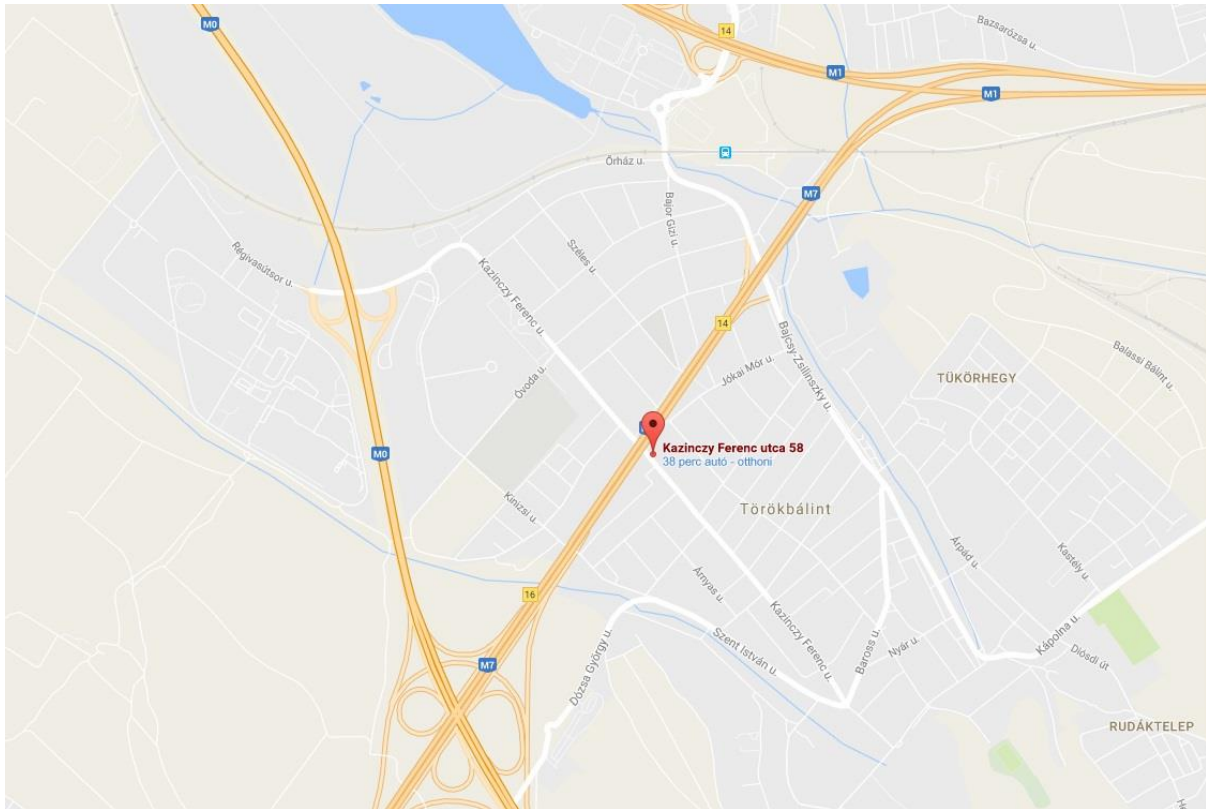 M0
14
Bazsarózsa u.
M1
M1
Őrház u.
M7
Bajor Gizi u.
Széles u.
Régivasútsor u.
Kazinczy Ferenc u.
14
Bajcsy-Zsilinszky u.
Jókai Mór u.
Balassi Bálint u.
TÜKÖRHEGY
Óvoda u.
Kazinczy Ferenc utca 58
38 perc autó - otthoni
M0
Kinizsi u.
Törökbálint
Árpád u.
Kastély u.
Árnyas u.
16
Kazinczy Ferenc u.
Szent István u.
Baross u.
Nyár u.
Kápolna u.
Diósdi út
Dózsa György u.
M7
RUDÁKTELEP